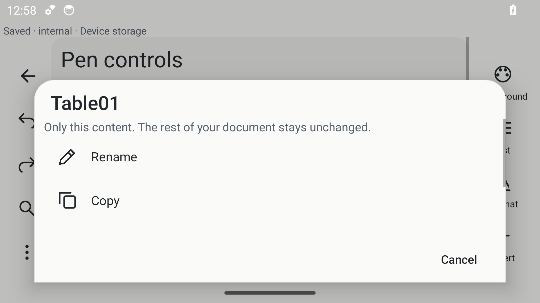 12:58
Saved · internal · Device storage
Pen controls
Table01
Only this content. The rest of your document stays unchanged.
Rename
Copy
Cancel